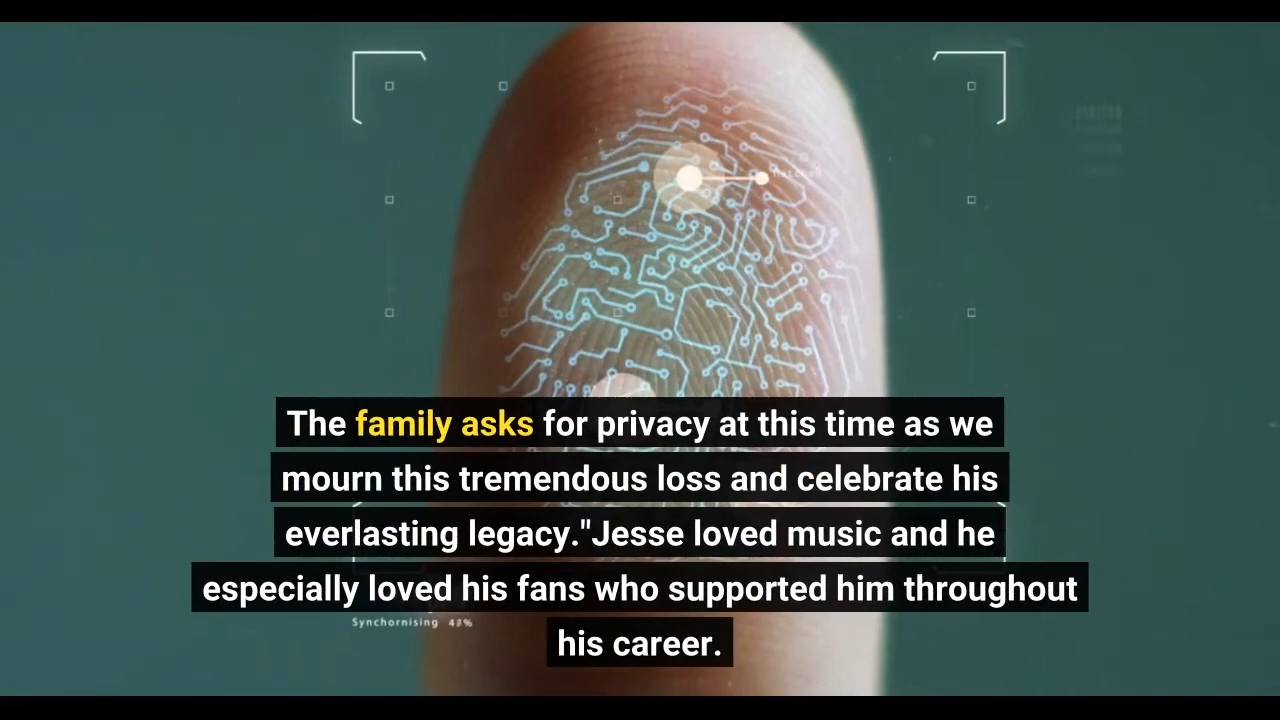 The family asks for privacy at this time as we
mourn this tremendous loss and celebrate his
everlasting legacy."Jesse loved music and he
especially loved his fans who supported him throughout
Synchornising 43%
his career.